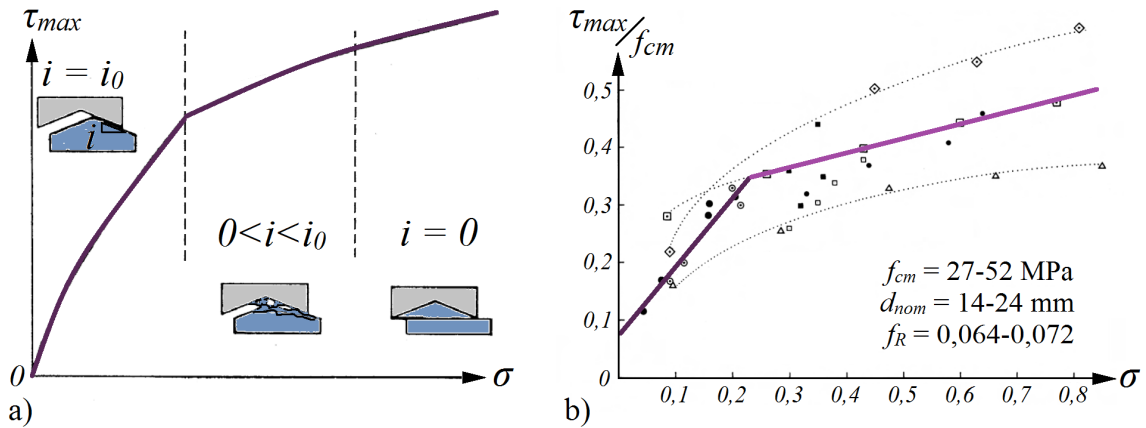 τmax
i = i0
i
0<i<i0
i = 0
0
σ
a)
τmax/fcm
0,5
0,4
0,3
0,2
0,1
0
fcm = 27-52 MPa
dnom = 14-24 mm
fR = 0,064-0,072
0,1 0,2 0,3 0,4 0,5 0,6 0,7 0,8
σ
b)